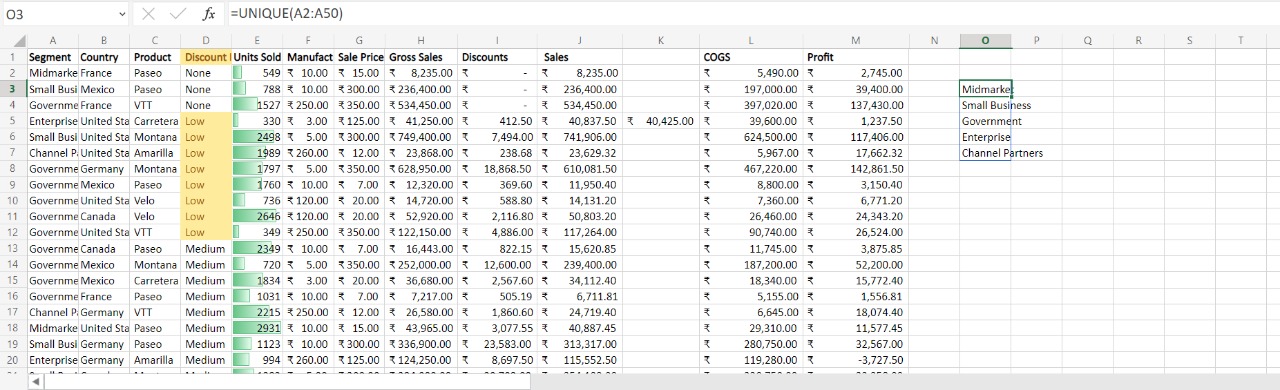 O3 fx =UNIQUE(A2:A50)
A B C D E F G H I J K L M N O P Q R S T
1 Segment Country Product Discount Units Sold Manufact Sale Price Gross Sales Discounts Sales COGS Profit
2 Midmarke France Paseo None 549 ₹ 10.00 ₹ 15.00 ₹ 8,235.00 ₹ - ₹ 8,235.00 ₹ 5,490.00 ₹ 2,745.00
3 Small Busi Mexico Paseo None 788 ₹ 10.00 ₹ 300.00 ₹ 236,400.00 ₹ - ₹ 236,400.00 ₹ 197,000.00 ₹ 39,400.00 Midmarket
4 Governme France VTT None 1527 ₹ 250.00 ₹ 350.00 ₹ 534,450.00 ₹ - ₹ 534,450.00 ₹ 397,020.00 ₹ 137,430.00 Small Business
5 Enterprise United Sta Carretera Low 330 ₹ 3.00 ₹ 125.00 ₹ 41,250.00 ₹ 412.50 ₹ 40,837.50 ₹ 40,425.00 ₹ 39,600.00 ₹ 1,237.50 Government
6 Small Busi United Sta Montana Low 2498 ₹ 5.00 ₹ 300.00 ₹ 749,400.00 ₹ 7,494.00 ₹ 741,906.00 ₹ 624,500.00 ₹ 117,406.00 Enterprise
7 Channel P United Sta Amarilla Low 1989 ₹ 260.00 ₹ 12.00 ₹ 23,868.00 ₹ 238.68 ₹ 23,629.32 ₹ 5,967.00 ₹ 17,662.32 Channel Partners
8 Governme Germany Montana Low 1797 ₹ 5.00 ₹ 350.00 ₹ 628,950.00 ₹ 18,868.50 ₹ 610,081.50 ₹ 467,220.00 ₹ 142,861.50
9 Governme Mexico Paseo Low 1760 ₹ 10.00 ₹ 7.00 ₹ 12,320.00 ₹ 369.60 ₹ 11,950.40 ₹ 8,800.00 ₹ 3,150.40
10 Governme United Sta Velo Low 736 ₹ 120.00 ₹ 20.00 ₹ 14,720.00 ₹ 588.80 ₹ 14,131.20 ₹ 7,360.00 ₹ 6,771.20
11 Governme Canada Velo Low 2646 ₹ 120.00 ₹ 20.00 ₹ 52,920.00 ₹ 2,116.80 ₹ 50,803.20 ₹ 26,460.00 ₹ 24,343.20
12 Governme United Sta VTT Low 349 ₹ 250.00 ₹ 350.00 ₹ 122,150.00 ₹ 4,886.00 ₹ 117,264.00 ₹ 90,740.00 ₹ 26,524.00
13 Governme Canada Paseo Medium 2349 ₹ 10.00 ₹ 7.00 ₹ 16,443.00 ₹ 822.15 ₹ 15,620.85 ₹ 11,745.00 ₹ 3,875.85
14 Governme Mexico Montana Medium 720 ₹ 5.00 ₹ 350.00 ₹ 252,000.00 ₹ 12,600.00 ₹ 239,400.00 ₹ 187,200.00 ₹ 52,200.00
15 Governme Mexico Carretera Medium 1834 ₹ 3.00 ₹ 20.00 ₹ 36,680.00 ₹ 2,567.60 ₹ 34,112.40 ₹ 18,340.00 ₹ 15,772.40
16 Governme France Paseo Medium 1031 ₹ 10.00 ₹ 7.00 ₹ 7,217.00 ₹ 505.19 ₹ 6,711.81 ₹ 5,155.00 ₹ 1,556.81
17 Channel P Germany VTT Medium 2215 ₹ 250.00 ₹ 12.00 ₹ 26,580.00 ₹ 1,860.60 ₹ 24,719.40 ₹ 6,645.00 ₹ 18,074.40
18 Midmarke United Sta Paseo Medium 2931 ₹ 10.00 ₹ 15.00 ₹ 43,965.00 ₹ 3,077.55 ₹ 40,887.45 ₹ 29,310.00 ₹ 11,577.45
19 Small Busi Germany Paseo Medium 1123 ₹ 10.00 ₹ 300.00 ₹ 336,900.00 ₹ 23,583.00 ₹ 313,317.00 ₹ 280,750.00 ₹ 32,567.00
20 Enterprise Germany Amarilla Medium 994 ₹ 260.00 ₹ 125.00 ₹ 124,250.00 ₹ 8,697.50 ₹ 115,552.50 ₹ 119,280.00 ₹ -3,727.50